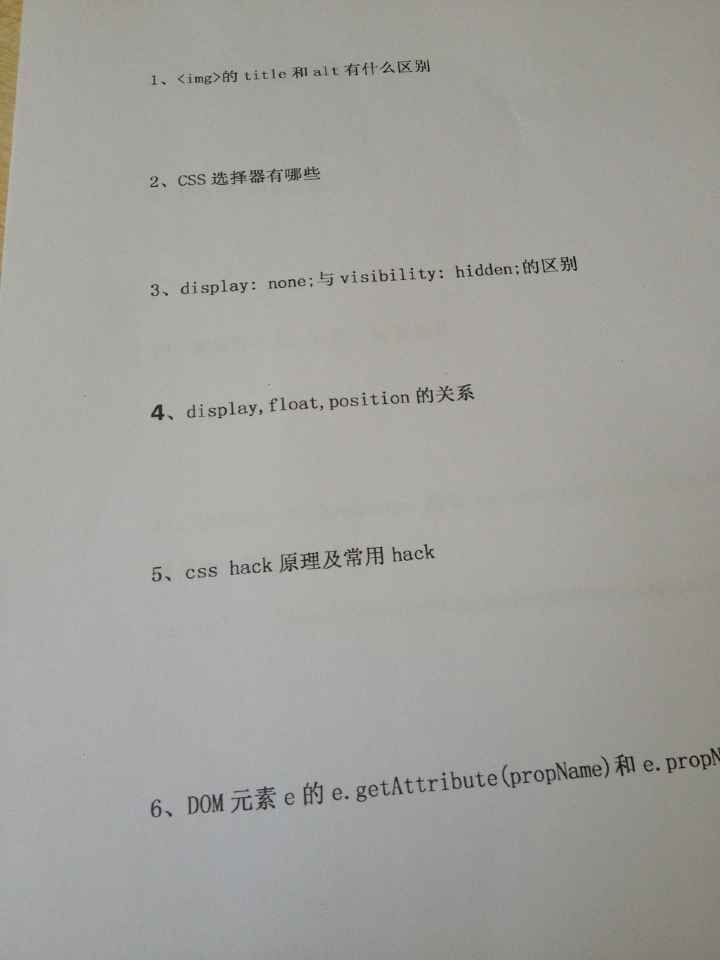 1、<img>的 title 和 alt 有什么区别
2、CSS 选择器有哪些
3、display: none;与 visibility: hidden;的区别
4、display,float,position 的关系
5、css hack 原理及常用 hack
6、DOM 元素 e 的 e.getAttribute(propName)和 e.propN